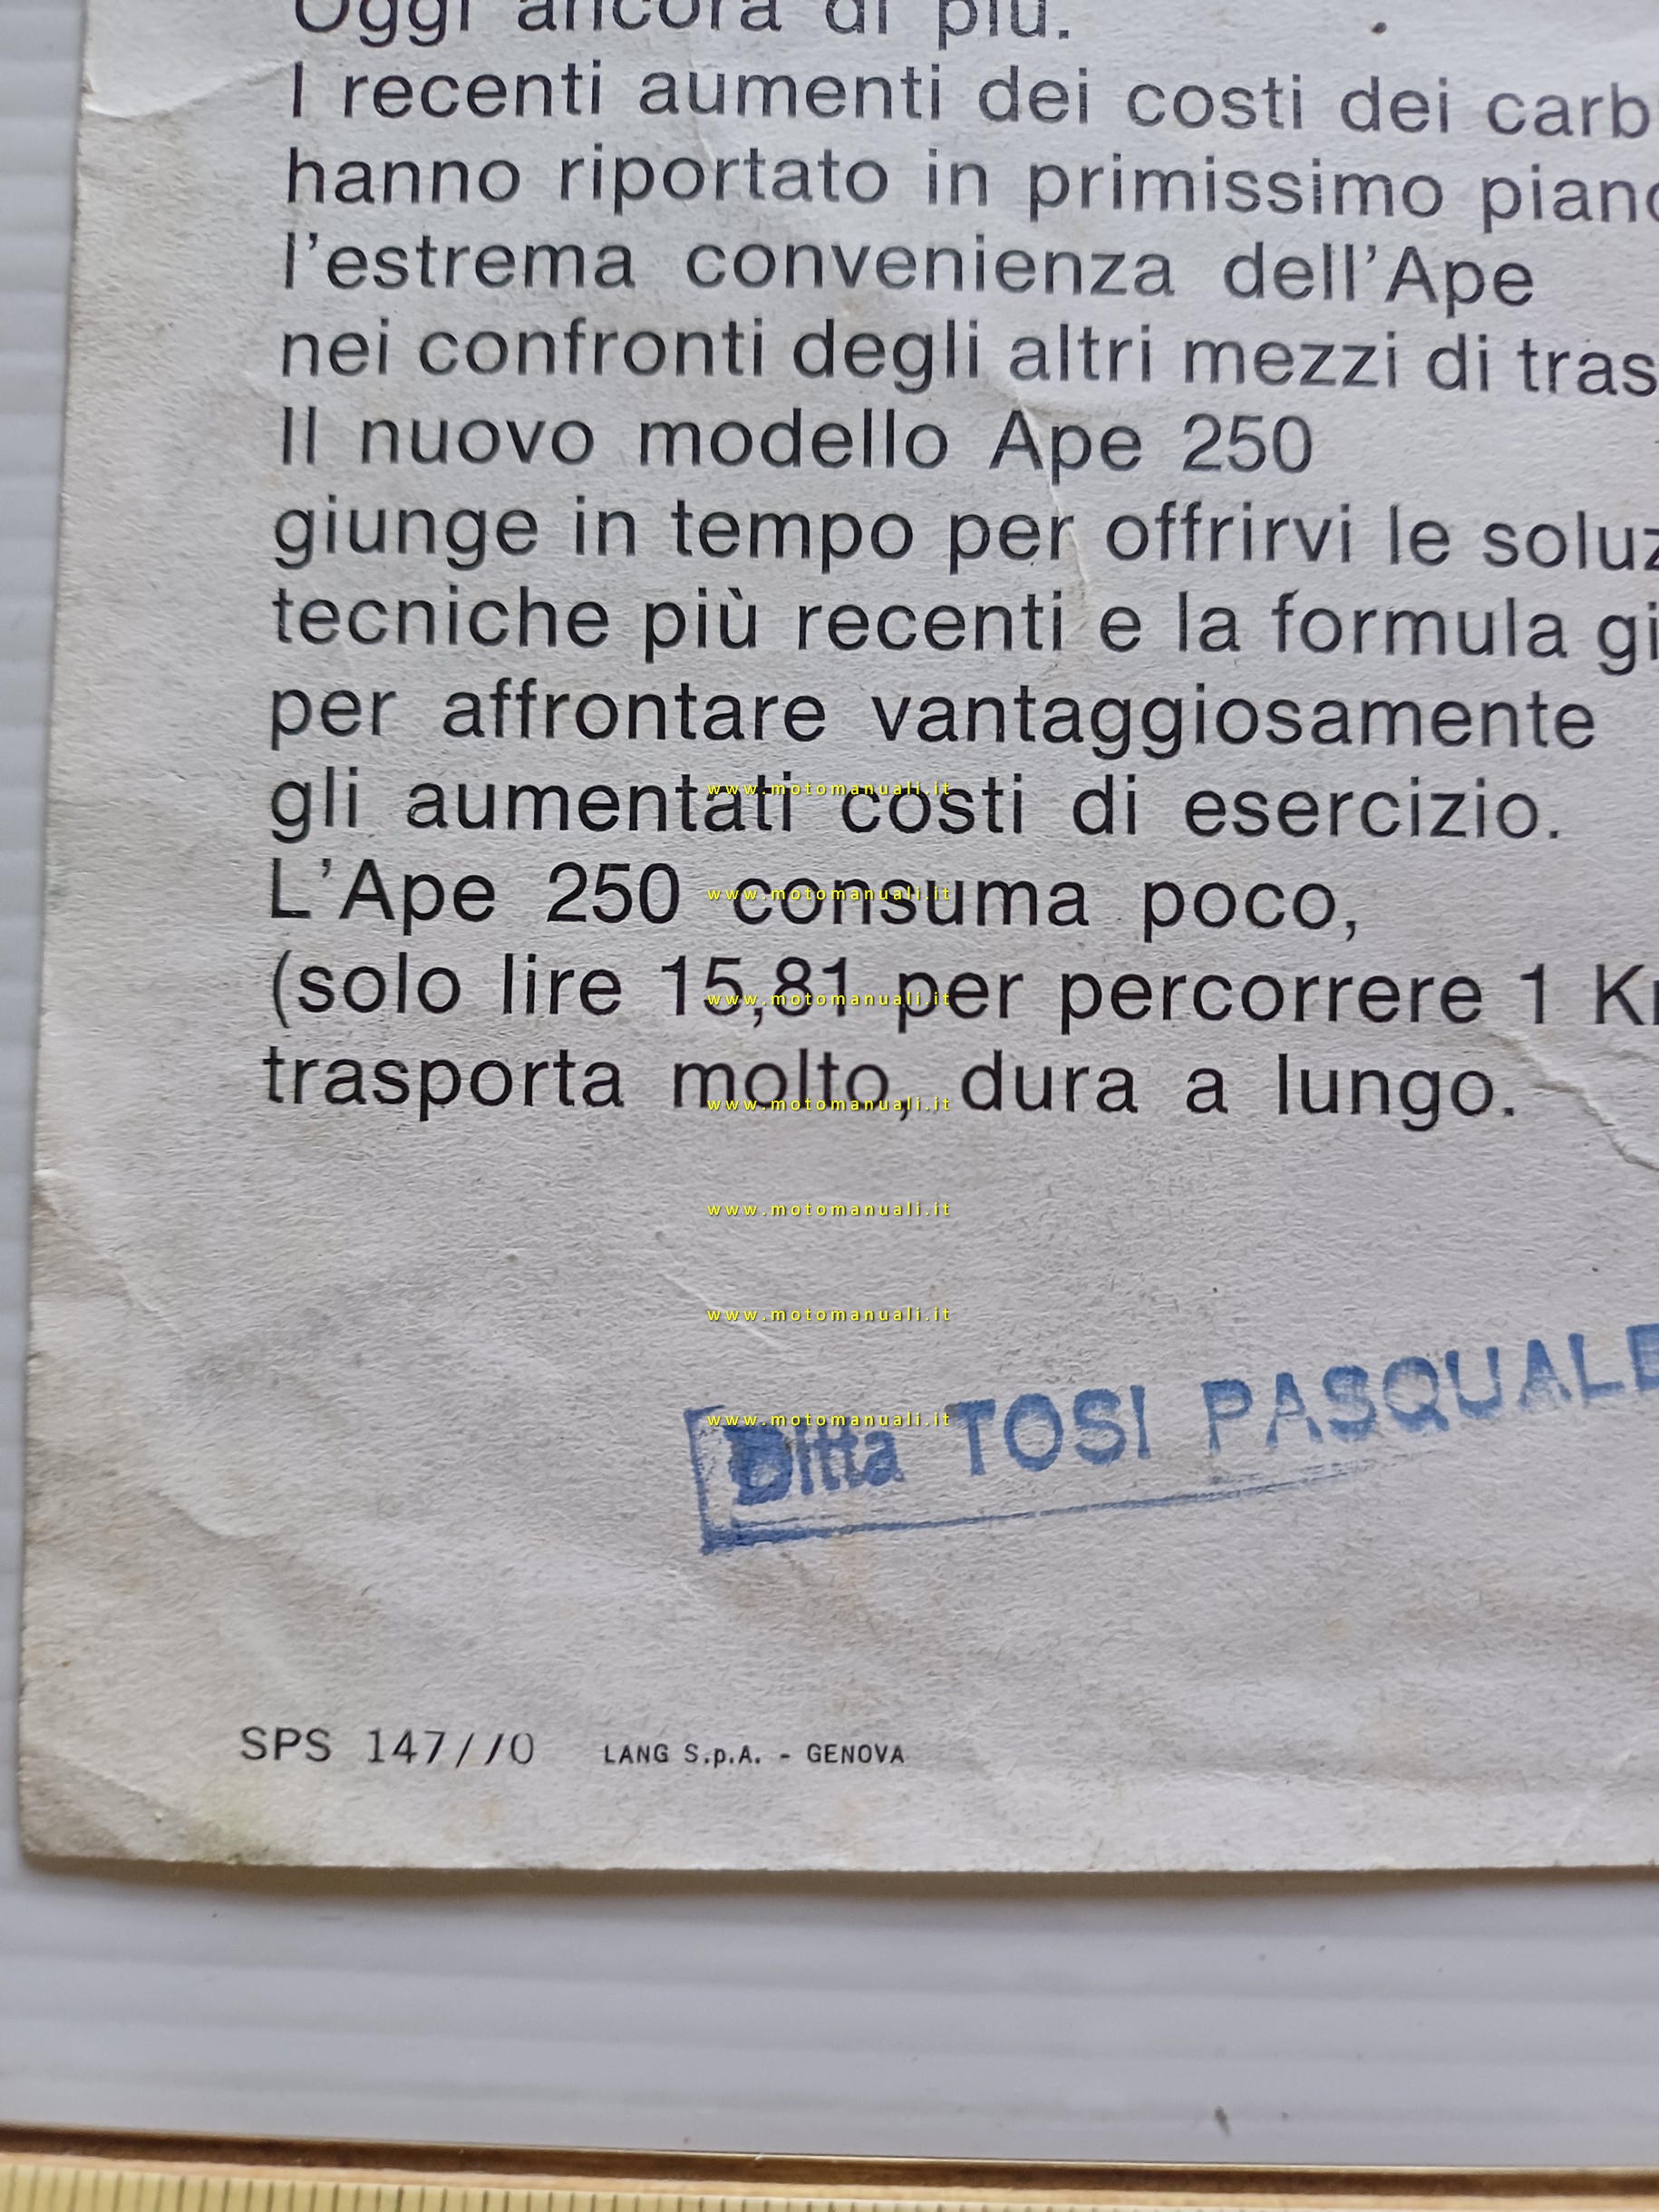 Oggi ancora di più.
I recenti aumenti dei costi dei carb
hanno riportato in primissimo piano
l'estrema convenienza dell'Ape
nei confronti degli altri mezzi di tras
Il nuovo modello Ape 250
giunge in tempo per offrirvi le soluz
tecniche più recenti e la formula gi
per affrontare vantaggiosamente
gli aumentati costi di esercizio.
www.motomanuali.it
L'Ape 250 consuma poco,
www.motomanuali.it
(solo lire 15,81 per percorrere 1 K
www.motomanuali.it
trasporta molto, dura a lungo.
www.motomanuali.it
www.motomanuali.it
www.motomanuali.it
www.motomanuali.it
Ditta TOSI PASQUALE
SPS 147//0 LANG S.p.A. - GENOVA